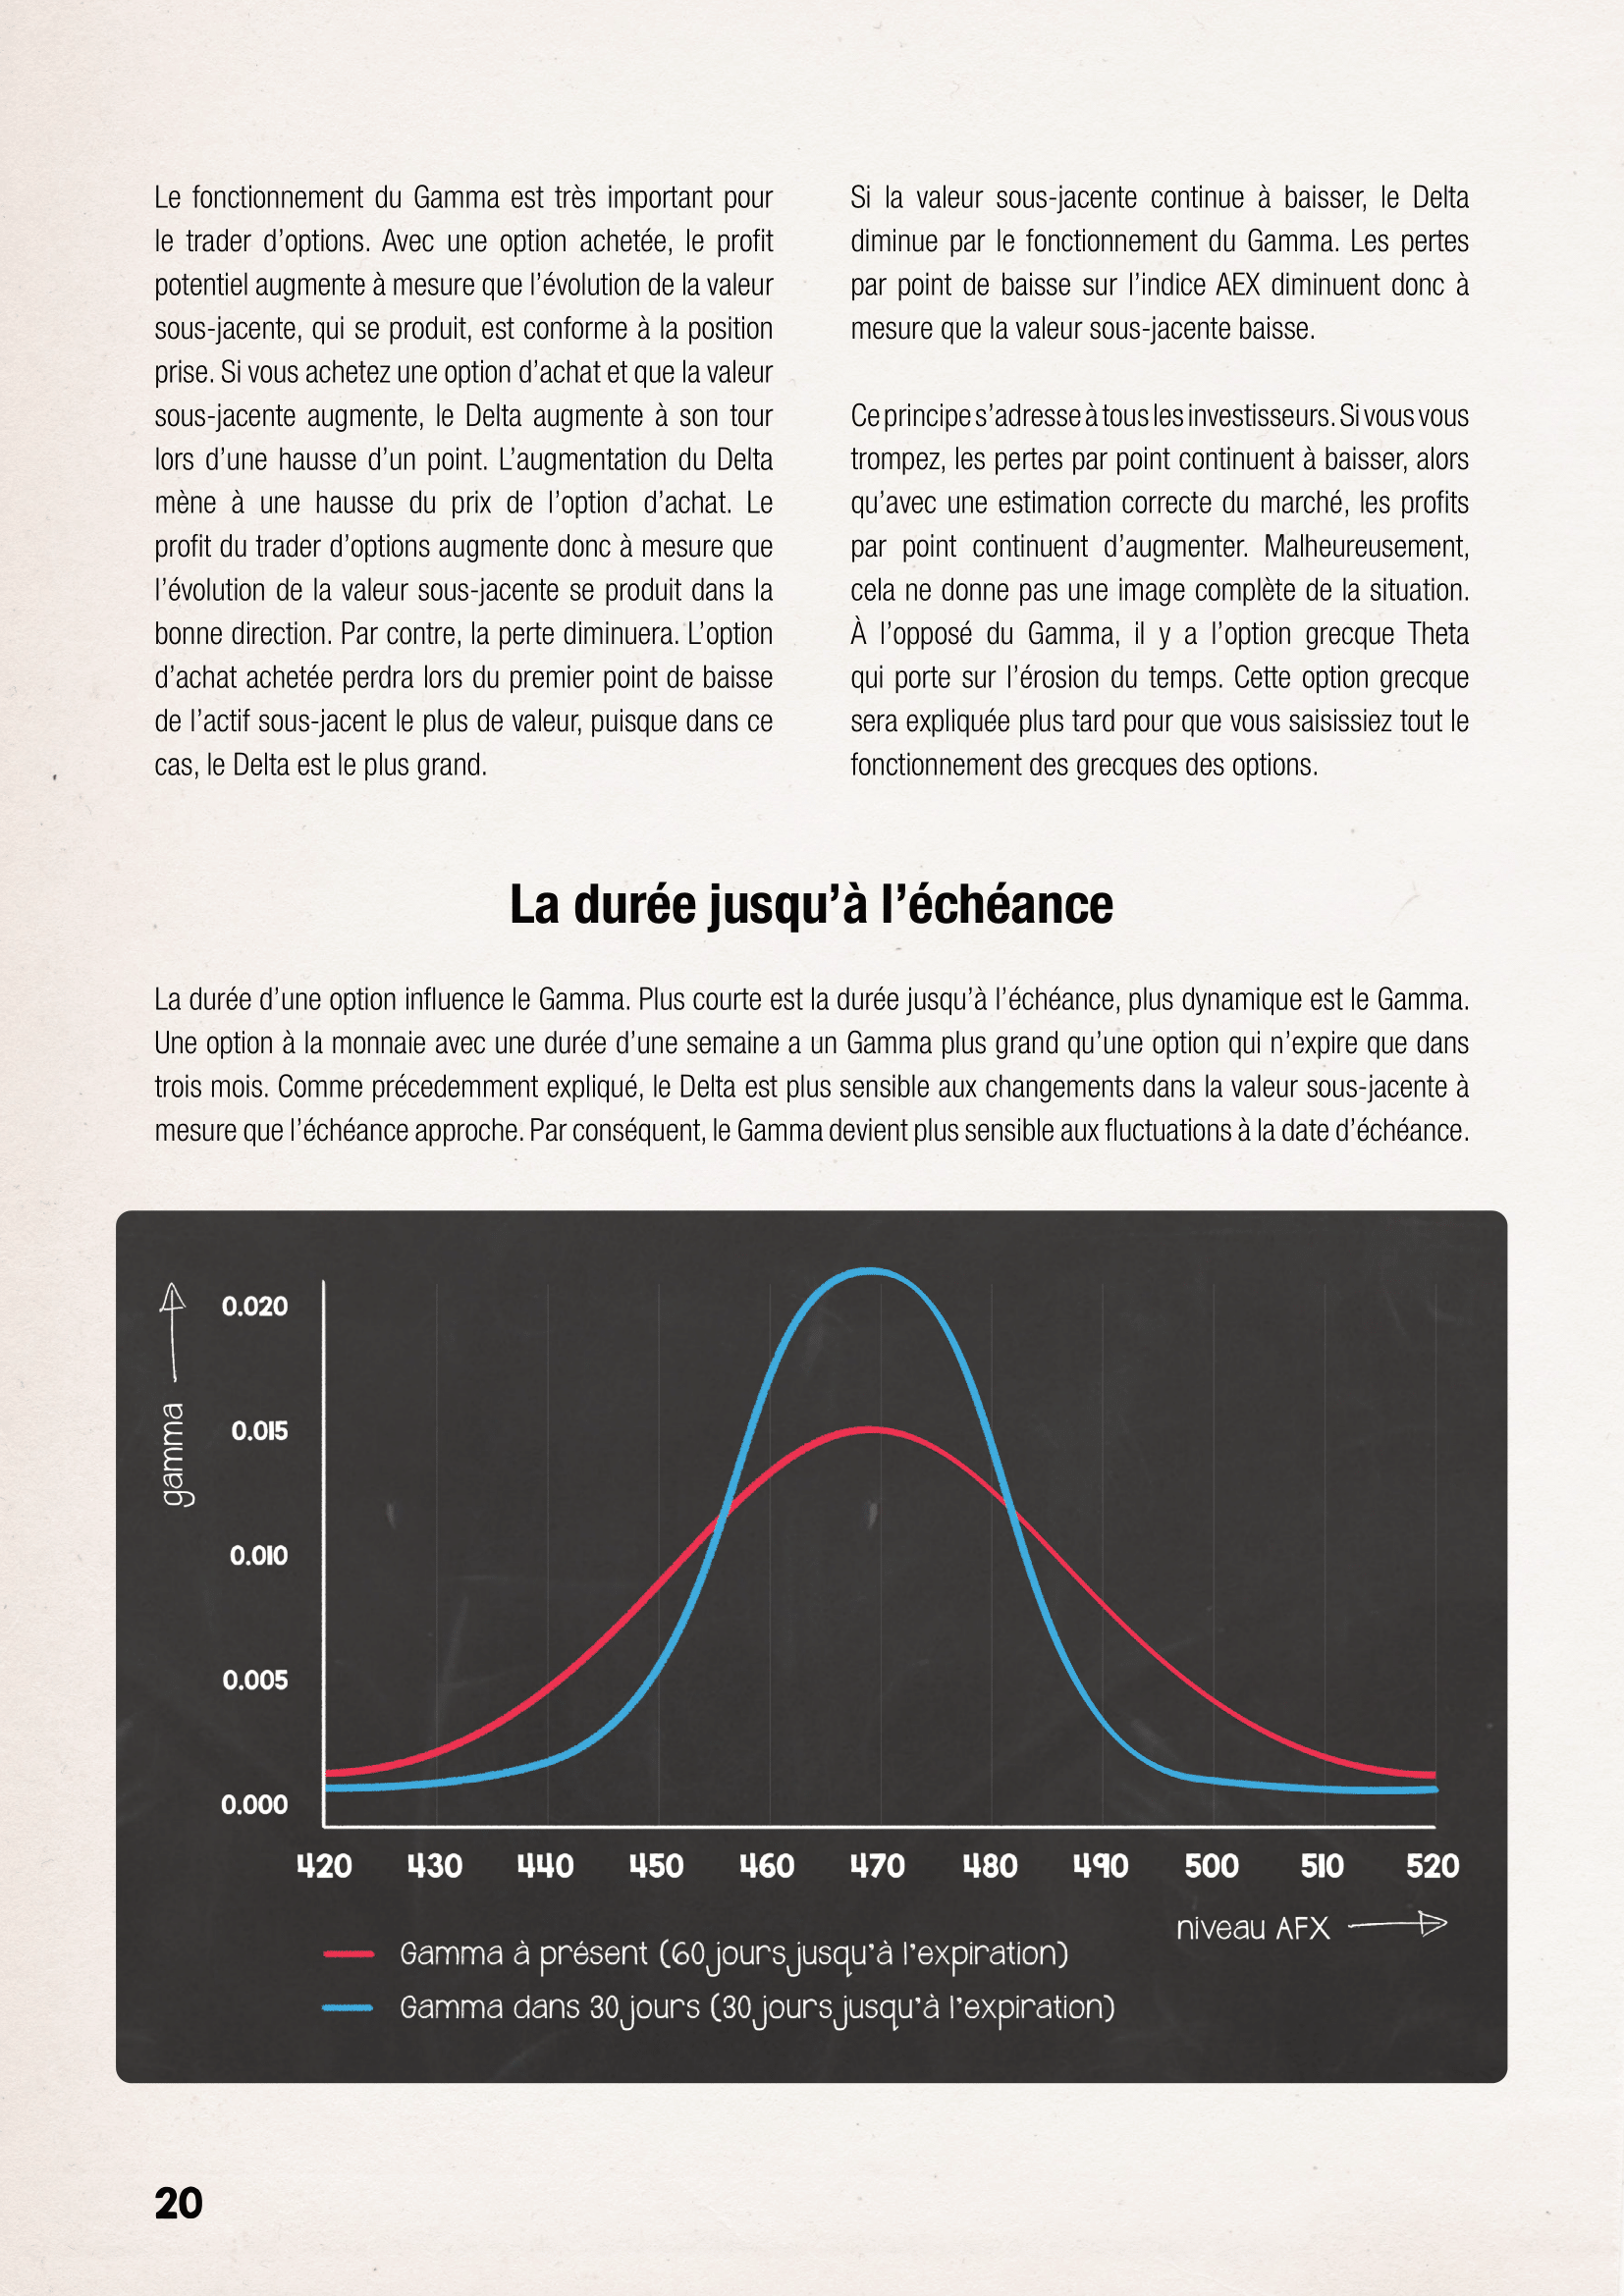 Le fonctionnement du Gamma est très important pour
le trader d’options. Avec une option achetée, le profit
potentiel augmente à mesure que l’évolution de la valeur
sous-jacente, qui se produit, est conforme à la position
prise. Si vous achetez une option d’achat et que la valeur
sous-jacente augmente, le Delta augmente à son tour
lors d’une hausse d’un point. L’augmentation du Delta
mène à une hausse du prix de l’option d’achat. Le
profit du trader d’options augmente donc à mesure que
l’évolution de la valeur sous-jacente se produit dans la
bonne direction. Par contre, la perte diminuera. L’option
d’achat achetée perdra lors du premier point de baisse
de l’actif sous-jacent le plus de valeur, puisque dans ce
cas, le Delta est le plus grand.
Si la valeur sous-jacente continue à baisser, le Delta
diminue par le fonctionnement du Gamma. Les pertes
par point de baisse sur l’indice AEX diminuent donc à
mesure que la valeur sous-jacente baisse.
Ce principe s’adresse à tous les investisseurs. Si vous vous
trompez, les pertes par point continuent à baisser, alors
qu’avec une estimation correcte du marché, les profits
par point continuent d’augmenter. Malheureusement,
cela ne donne pas une image complète de la situation.
À l’opposé du Gamma, il y a l’option grecque Theta
qui porte sur l’érosion du temps. Cette option grecque
sera expliquée plus tard pour que vous saisissiez tout le
fonctionnement des grecques des options.
La durée jusqu’à l’échéance
La durée d’une option influence le Gamma. Plus courte est la durée jusqu’à l’échéance, plus dynamique est le Gamma.
Une option à la monnaie avec une durée d’une semaine a un Gamma plus grand qu’une option qui n’expire que dans
trois mois. Comme précedemment expliqué, le Delta est plus sensible aux changements dans la valeur sous-jacente à
mesure que l’échéance approche. Par conséquent, le Gamma devient plus sensible aux fluctuations à la date d’échéance.
gamma
0.020
0.015
0.010
0.005
0.000
420 430 440 450 460 470 480 490 500 510 520
niveau AFX
Gamma à présent (60 jours jusqu’à l’expiration)
Gamma dans 30 jours (30 jours jusqu’à l’expiration)
20